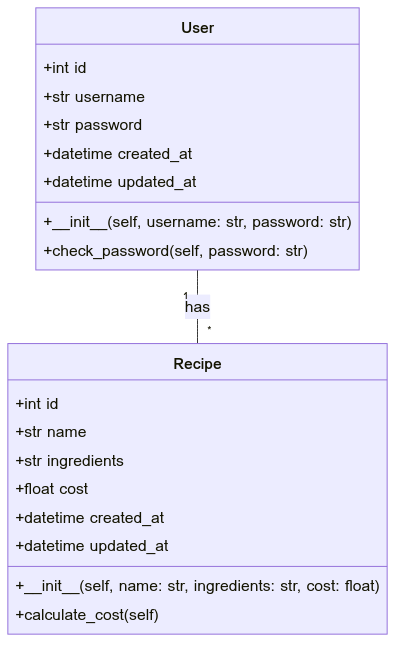 User
+int id
+str username
+str password
+datetime created_at
+datetime updated_at
+__init__(self, username: str, password: str)
+check_password(self, password: str)
1
has
*
Recipe
+int id
+str name
+str ingredients
+float cost
+datetime created_at
+datetime updated_at
+__init__(self, name: str, ingredients: str, cost: float)
+calculate_cost(self)